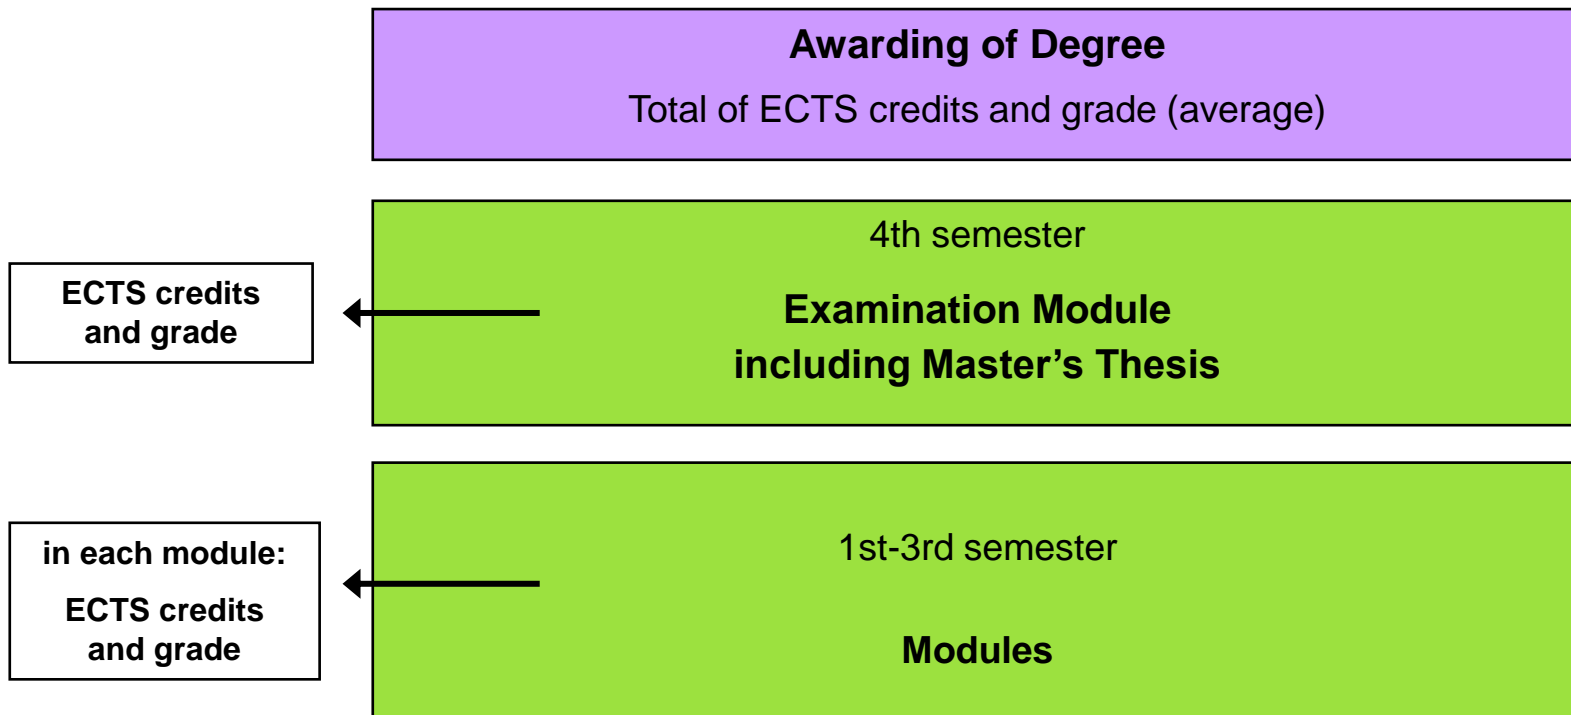 Awarding of Degree
Total of ECTS credits and grade (average)
4th semester
ECTS credits
and grade
Examination Module
including Master’s Thesis
in each module:
ECTS credits
and grade
1st-3rd semester
Modules